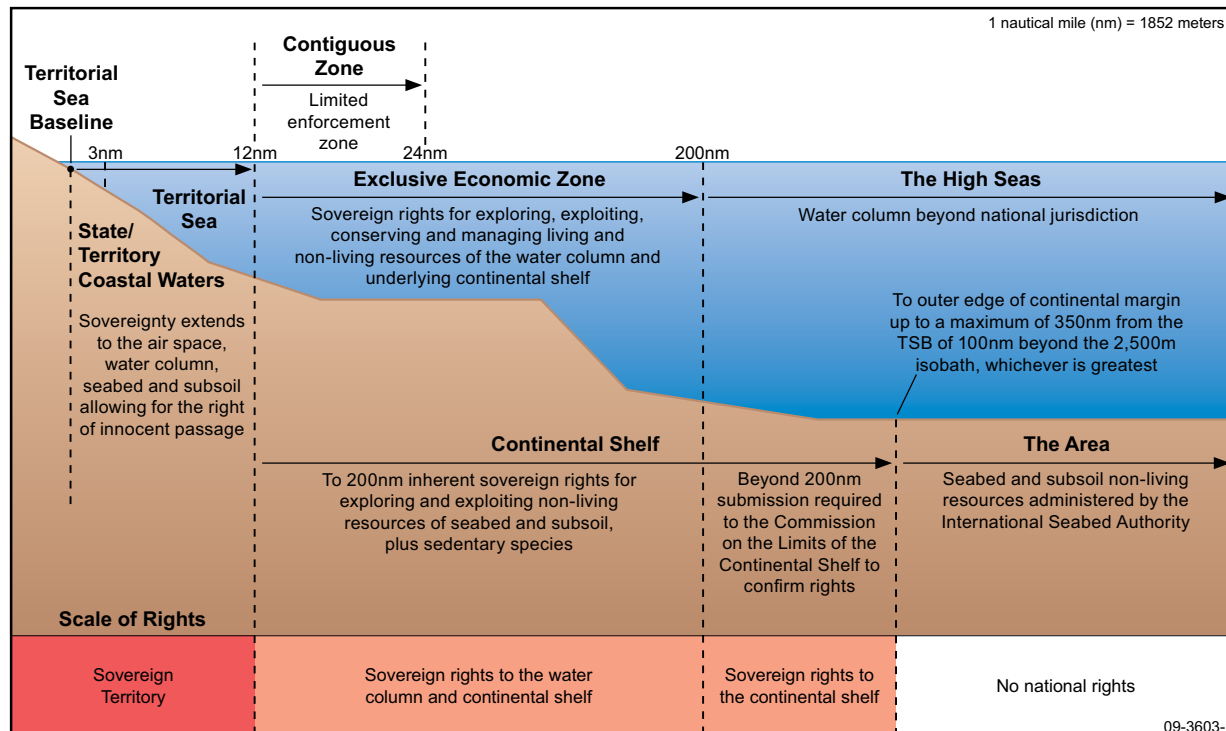 1 nautical mile (nm) = 1852 meters
Contiguous
Zone
Limited
enforcement
zone
Territorial
Sea
Baseline
3nm
12nm
24nm
200nm
Territorial
Sea
State/
Territory
Coastal Waters
Sovereignty extends
to the air space,
water column,
seabed and subsoil
allowing for the right
of innocent passage
Exclusive Economic Zone
Sovereign rights for exploring, exploiting,
conserving and managing living and
non-living resources of the water column and
underlying continental shelf
The High Seas
Water column beyond national jurisdiction
To outer edge of continental margin
up to a maximum of 350nm from the
TSB of 100nm beyond the 2,500m
isobath, whichever is greatest
Continental Shelf
To 200nm inherent sovereign rights for
exploring and exploiting non-living
resources of seabed and subsoil,
plus sedentary species
Beyond 200nm
submission required
to the Commission
on the Limits of the
Continental Shelf to
confirm rights
The Area
Seabed and subsoil non-living
resources administered by the
International Seabed Authority
Scale of Rights
Sovereign
Territory
Sovereign rights to the water
column and continental shelf
Sovereign rights to
the continental shelf
No national rights
09-3603-